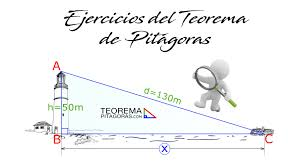 Ejercicios del Teorema
de Pitágoras
A
d=130m
h=50m
TEOREMA
PITAGORAS.COM
B
C
x